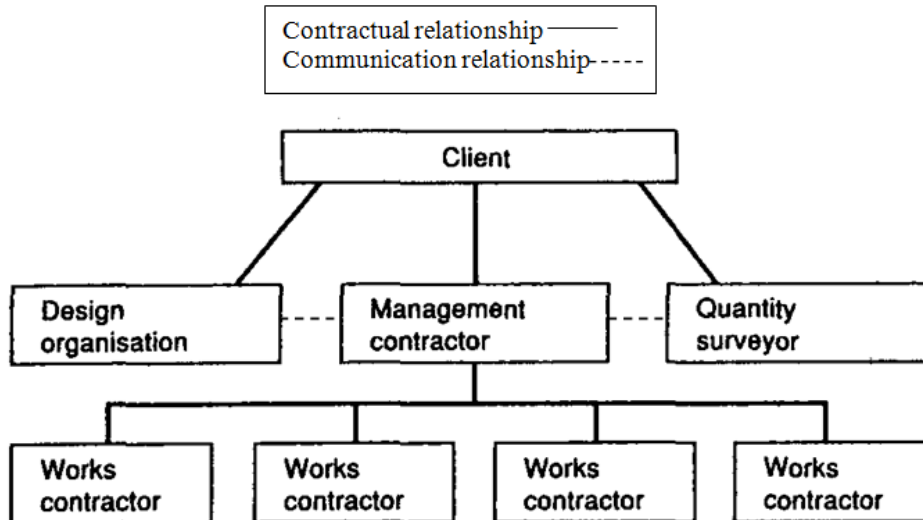 Contractual relationship
Communication relationship
Client
Design
organisation
Management
contractor
Quantity
surveyor
Works
contractor
Works
contractor
Works
contractor
Works
contractor